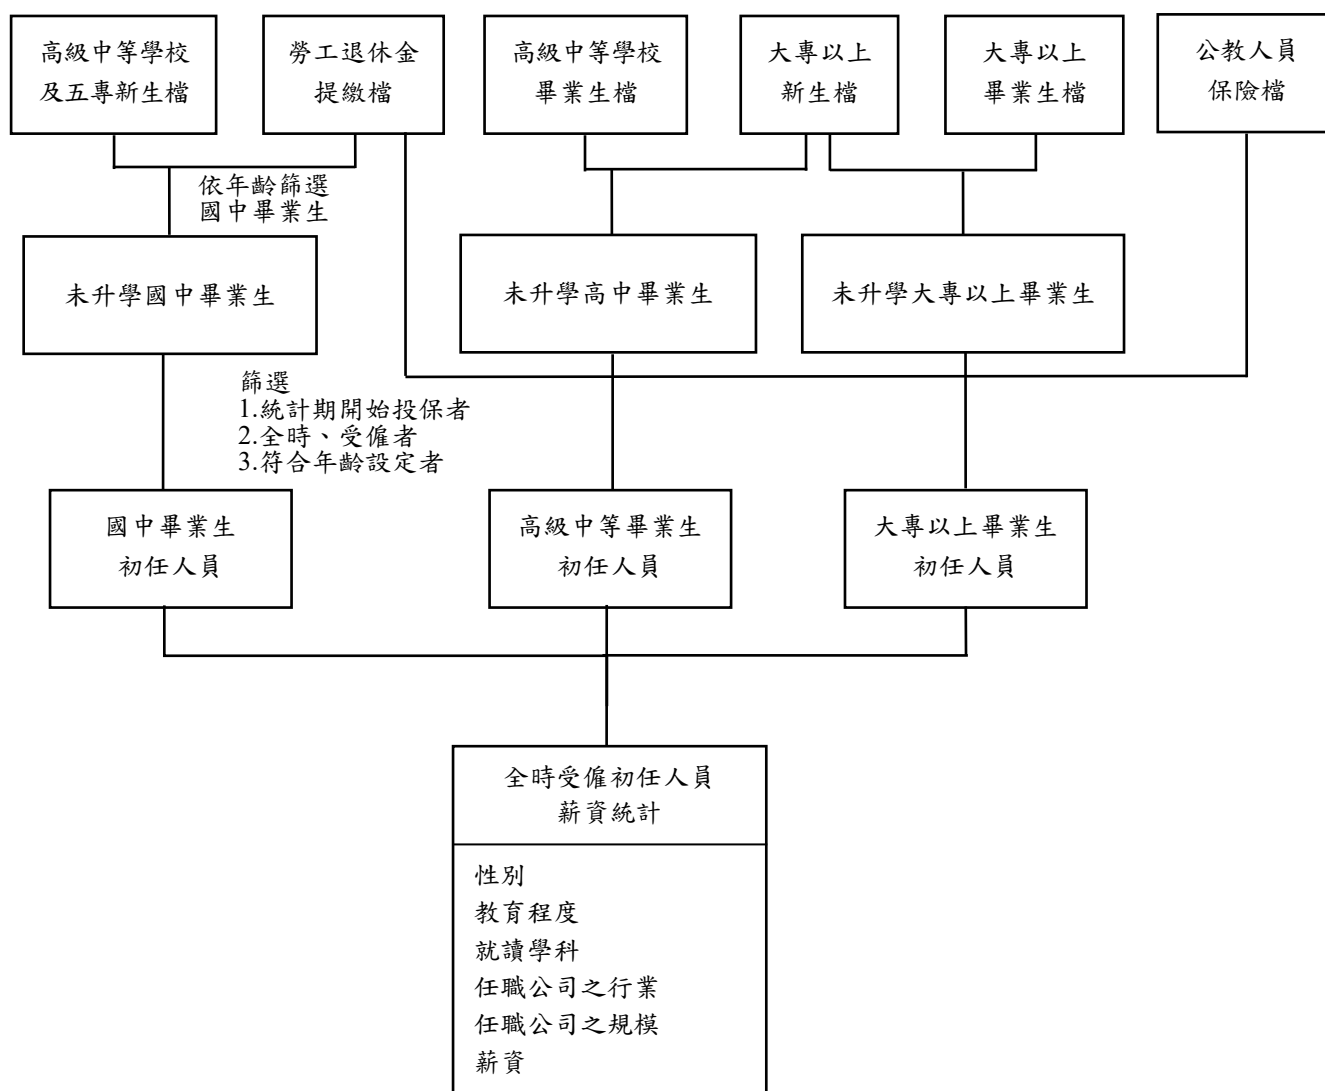 高級中等學校
及五專新生檔
勞工退休金
提繳檔
高級中等學校
畢業生檔
大專以上
新生檔
大專以上
畢業生檔
公教人員
保險檔
依年齡篩選
國中畢業生
未升學國中畢業生
未升學高中畢業生
未升學大專以上畢業生
篩選
1.統計期開始投保者
2.全時、受僱者
3.符合年齡設定者
國中畢業生
初任人員
高級中等畢業生
初任人員
大專以上畢業生
初任人員
全時受僱初任人員
薪資統計
性別
教育程度
就讀學科
任職公司之行業
任職公司之規模
薪資